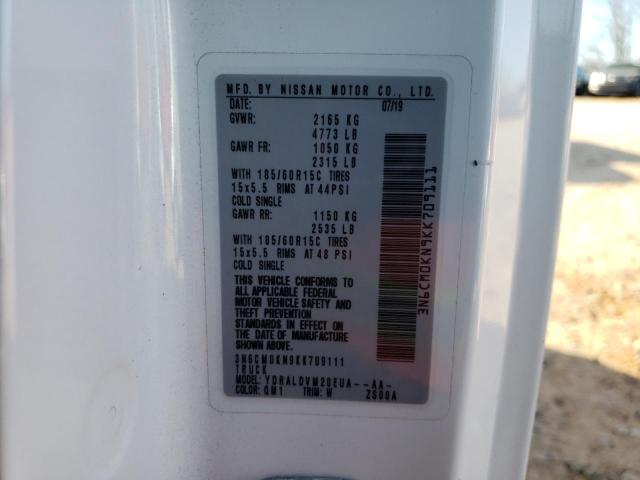 MFD. BY NISSAN MOTOR CO., LTD.
DATE: 07/19
GVWR: 2165 KG
4773 LB
GAWR FR: 1050 KG
2315 LB
WITH 185/60R15C TIRES
15x5.5 RIMS AT 44PSI
COLD SINGLE
GAWR RR: 1150 KG
2535 LB
WITH 185/60R15C TIRES
15x5.5 RIMS AT 48 PSI
COLD SINGLE
THIS VEHICLE CONFORMS TO
ALL APPLICABLE FEDERAL
MOTOR VEHICLE SAFETY AND
THEFT PREVENTION
STANDARDS IN EFFECT ON
THE DATE OF MANUFACTURE
SHOWN ABOVE.
3N6CM0KN9KK709111
TRUCK
MODEL: YDRALDVM20EUA--AA-
COLOR: QM1 TRIM: W 2S00A
3N6CM0KN9KK709111